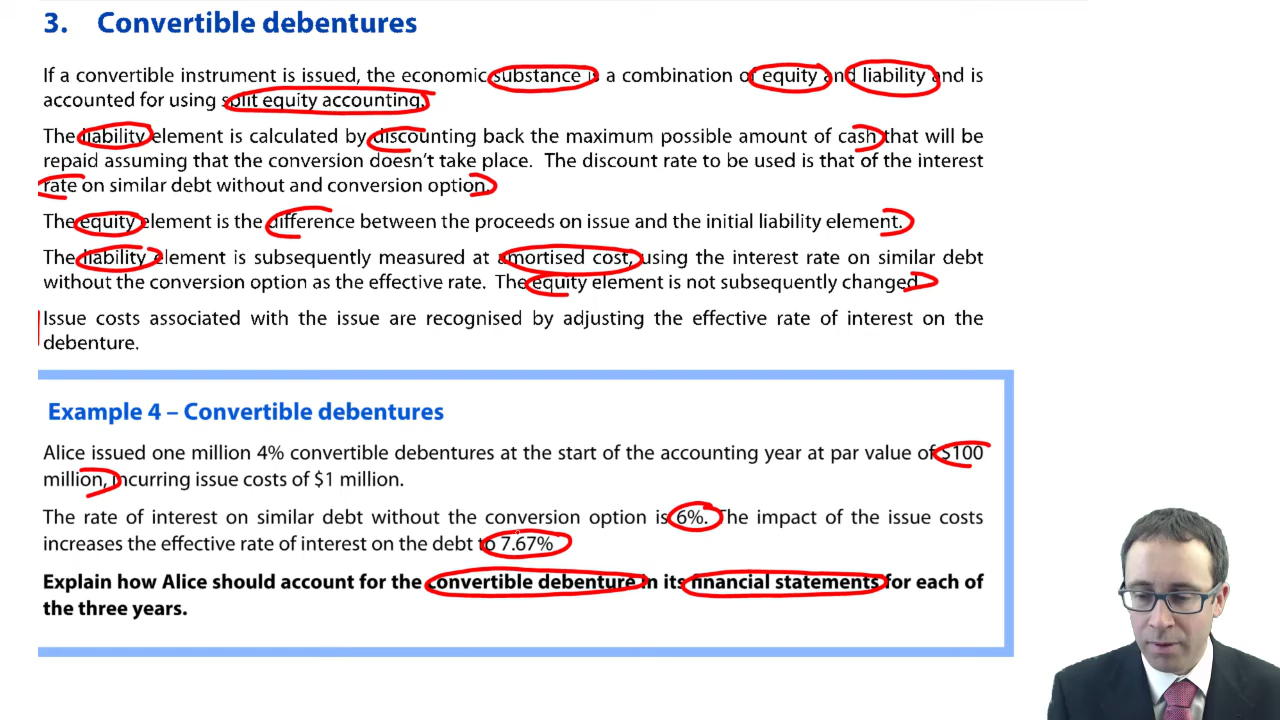 3. Convertible debentures
If a convertible instrument is issued, the economic substance is a combination of equity and liability and is
accounted for using split equity accounting.
The liability element is calculated by discounting back the maximum possible amount of cash that will be
repaid assuming that the conversion doesn't take place. The discount rate to be used is that of the interest
rate on similar debt without and conversion option.
The equity element is the difference between the proceeds on issue and the initial liability element.
The liability element is subsequently measured at amortised cost, using the interest rate on similar debt
without the conversion option as the effective rate. The equity element is not subsequently changed
Issue costs associated with the issue are recognised by adjusting the effective rate of interest on the
debenture.
Example 4 – Convertible debentures
Alice issued one million 4% convertible debentures at the start of the accounting year at par value of $100
million, incurring issue costs of $1 million.
The rate of interest on similar debt without the conversion option is 6%. The impact of the issue costs
increases the effective rate of interest on the debt to 7.67%
Explain how Alice should account for the convertible debenture in its financial statements for each of
the three years.